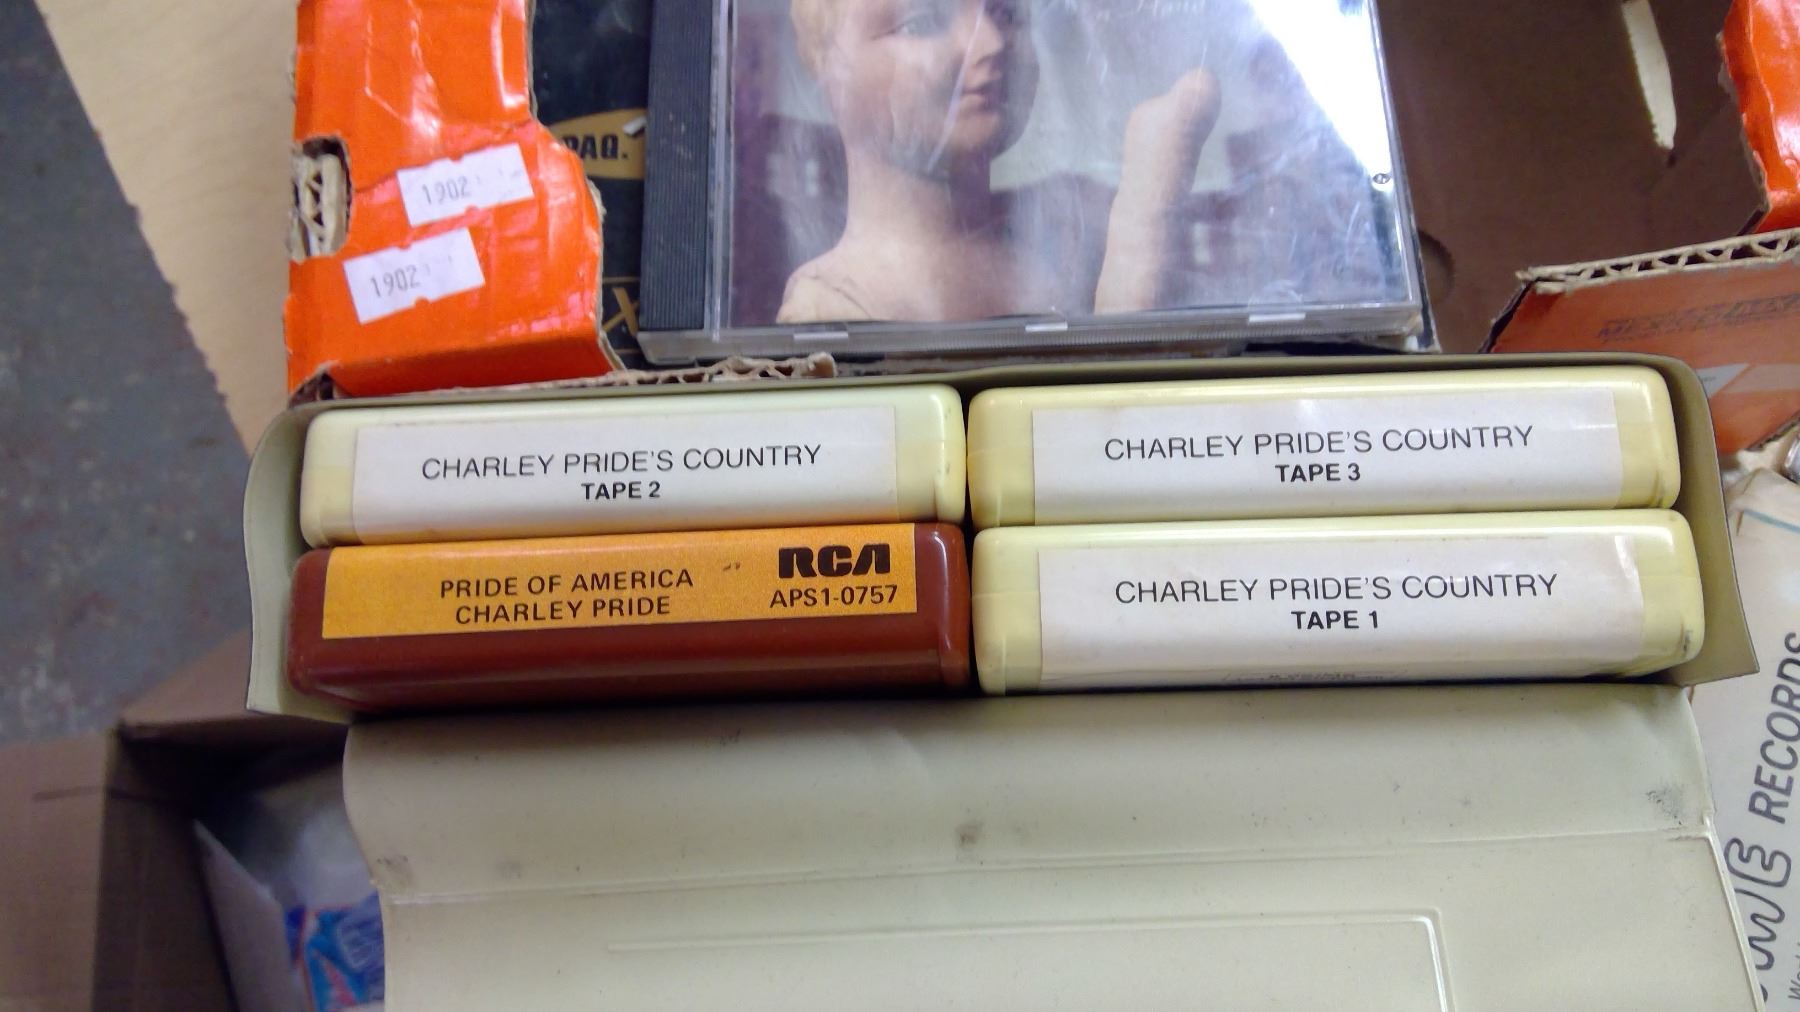 PAQ.
1902
1902
X
CHARLEY PRIDE'S COUNTRY
TAPE 2
CHARLEY PRIDE'S COUNTRY
TAPE 3
PRIDE OF AMERICA
CHARLEY PRIDE
RCA
APS1-0757
CHARLEY PRIDE'S COUNTRY
TAPE 1
RECORDS